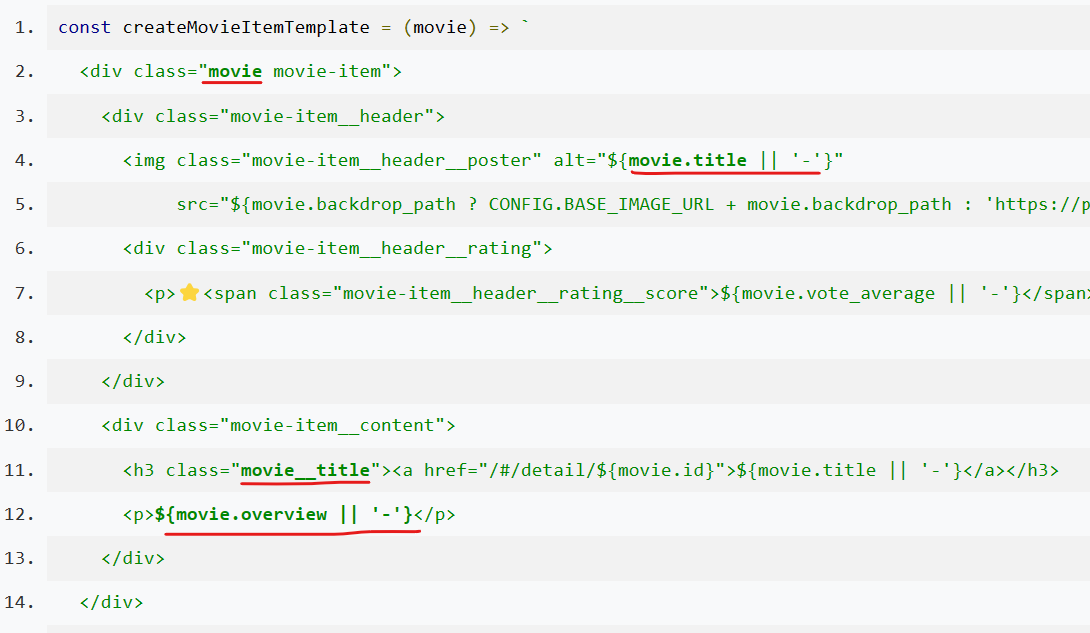 1. const createMovieItemTemplate = (movie) => `
2. <div class="movie movie-item">
3. <div class="movie-item__header">
4. <img class="movie-item__header__poster" alt="${movie.title || '-'}"
5. src="${movie.backdrop_path ? CONFIG.BASE_IMAGE_URL + movie.backdrop_path : 'https://p
6. <div class="movie-item__header__rating">
7. <p>⭐<span class="movie-item__header__rating__score">${movie.vote_average || '-'}</span>
8. </div>
9. </div>
10. <div class="movie-item__content">
11. <h3 class="movie__title"><a href="/#/detail/${movie.id}">${movie.title || '-'}</a></h3>
12. <p>${movie.overview || '-'}</p>
13. </div>
14. </div>